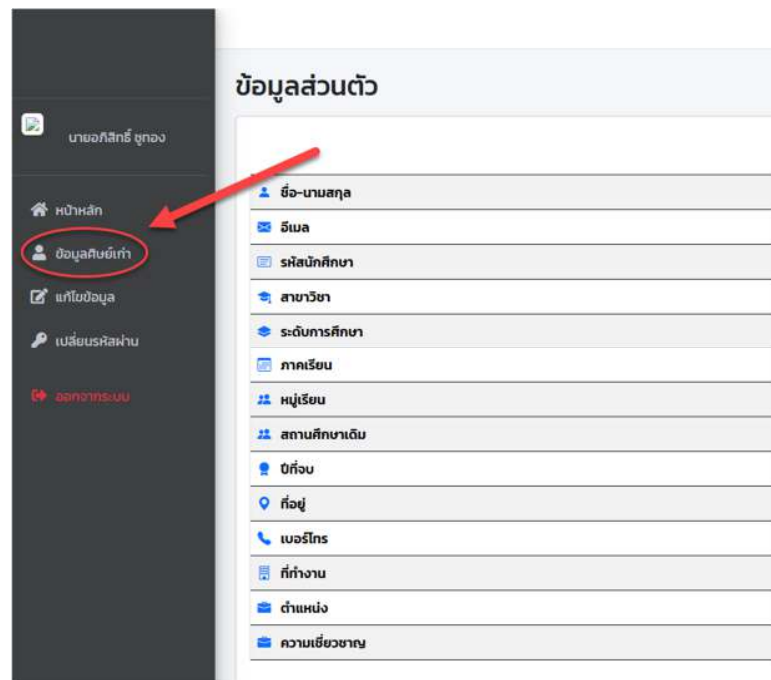 ข้อมูลส่วนตัว
นายอภิสิทธิ์ ชูทอง
หน้าหลัก
ข้อมูลศิษย์เก่า
แก้ไขข้อมูล
เปลี่ยนรหัสผ่าน
ออกจากระบบ
ชื่อ-นามสกุล
อีเมล
รหัสนักศึกษา
สาขาวิชา
ระดับการศึกษา
ภาคเรียน
หมู่เรียน
สถานศึกษาเดิม
ปีที่จบ
ที่อยู่
เบอร์โทร
ที่ทำงาน
ตำแหน่ง
ความเชี่ยวชาญ